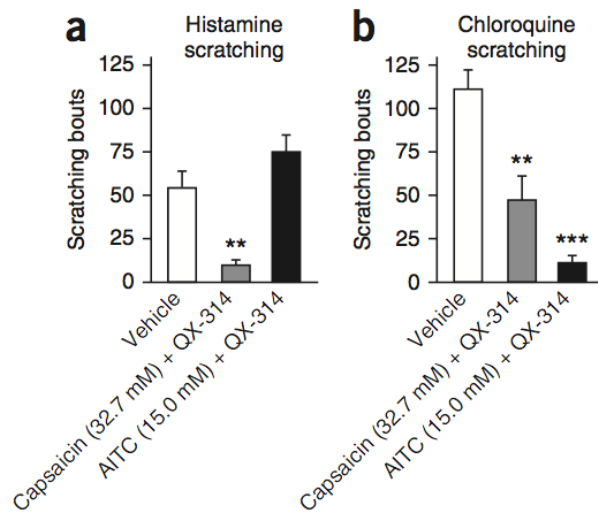 a
Histamine
scratching
Scratching bouts
125
100
75
50
25
0
**
Vehicle
Capsaicin (32.7 mM) + QX-314
AITC (15.0 mM) + QX-314
b
Chloroquine
scratching
Scratching bouts
125
100
75
50
25
0
**
***
Vehicle
Capsaicin (32.7 mM) + QX-314
AITC (15.0 mM) + QX-314